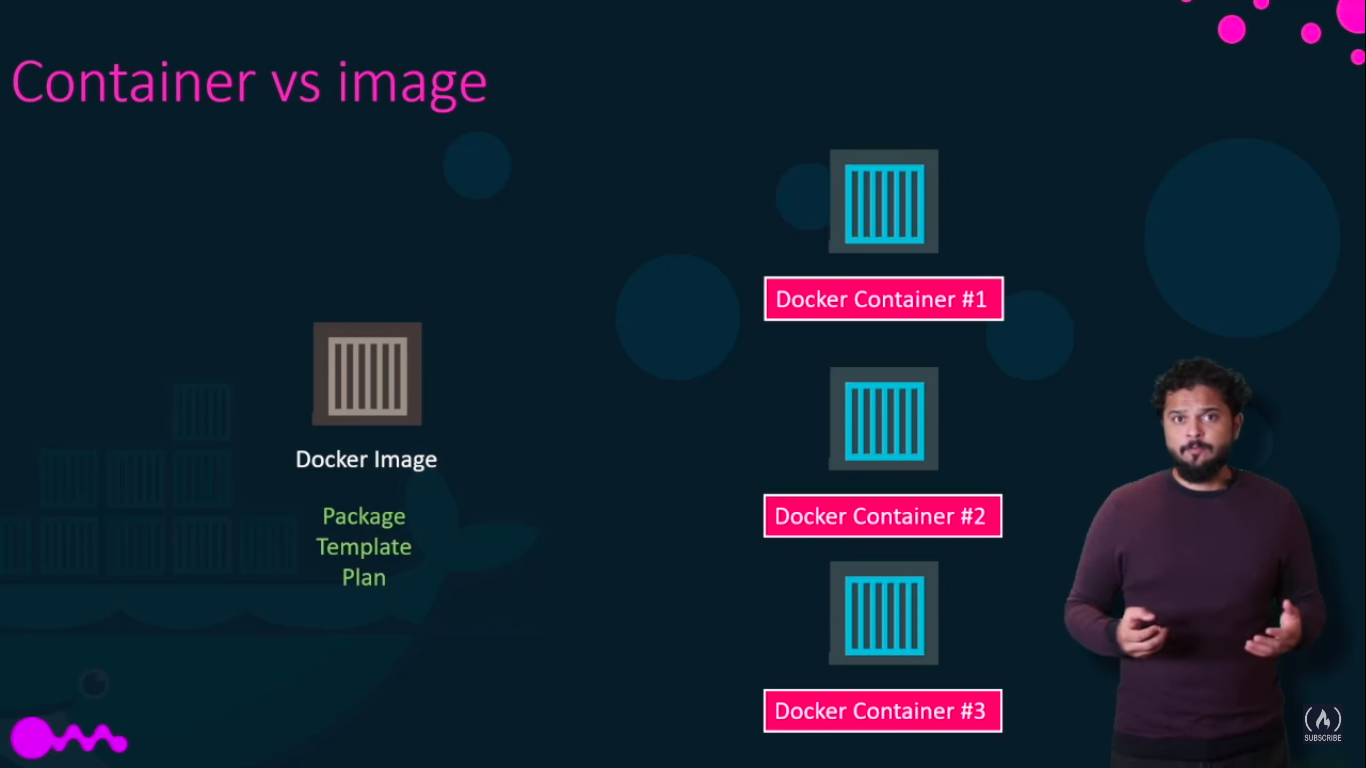 Container vs image
Docker Container #1
Docker Image
Package
Template
Plan
Docker Container #2
Docker Container #3
SUBSCRIBE